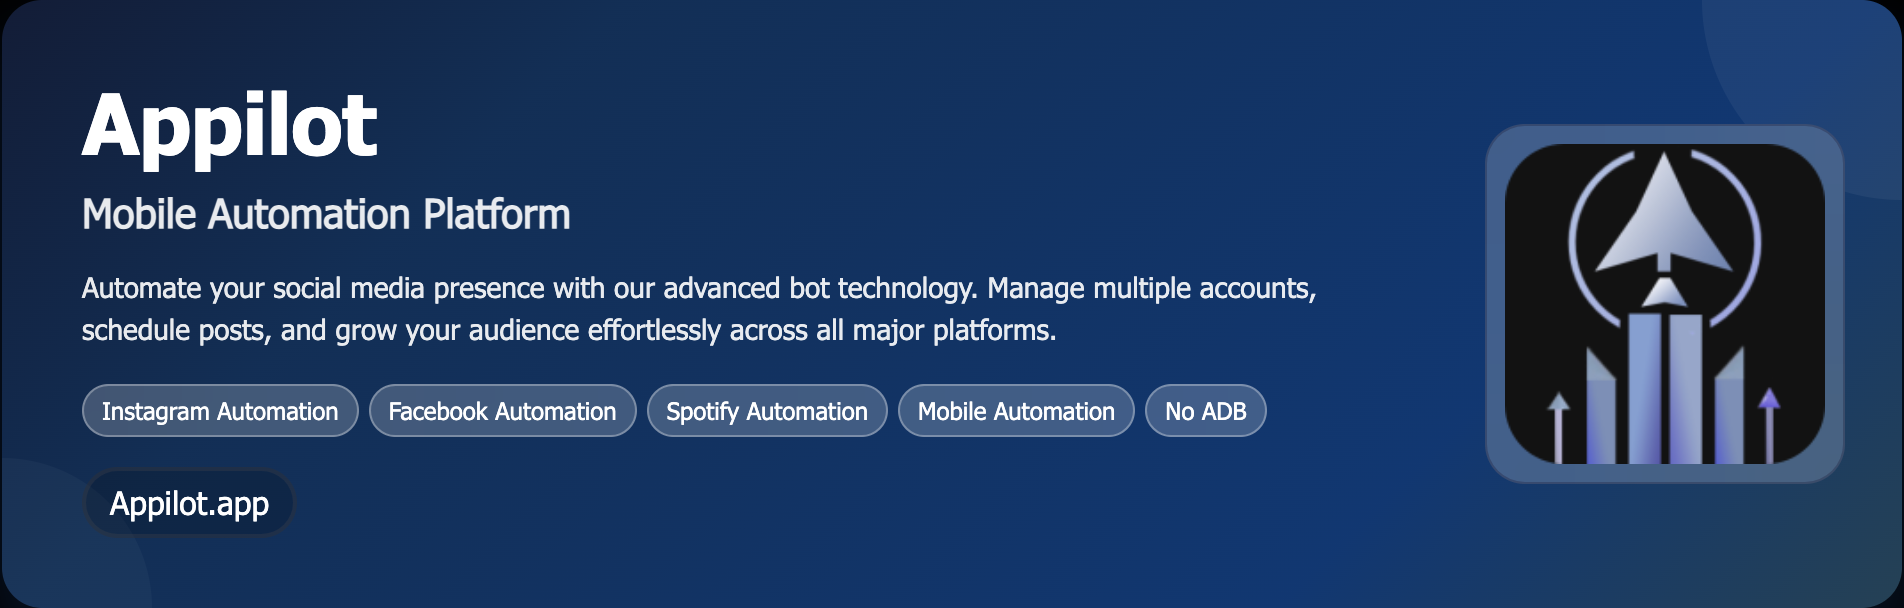 Appilot
Mobile Automation Platform
Automate your social media presence with our advanced bot technology. Manage multiple accounts,
schedule posts, and grow your audience effortlessly across all major platforms.
Instagram Automation Facebook Automation Spotify Automation Mobile Automation No ADB
Appilot.app